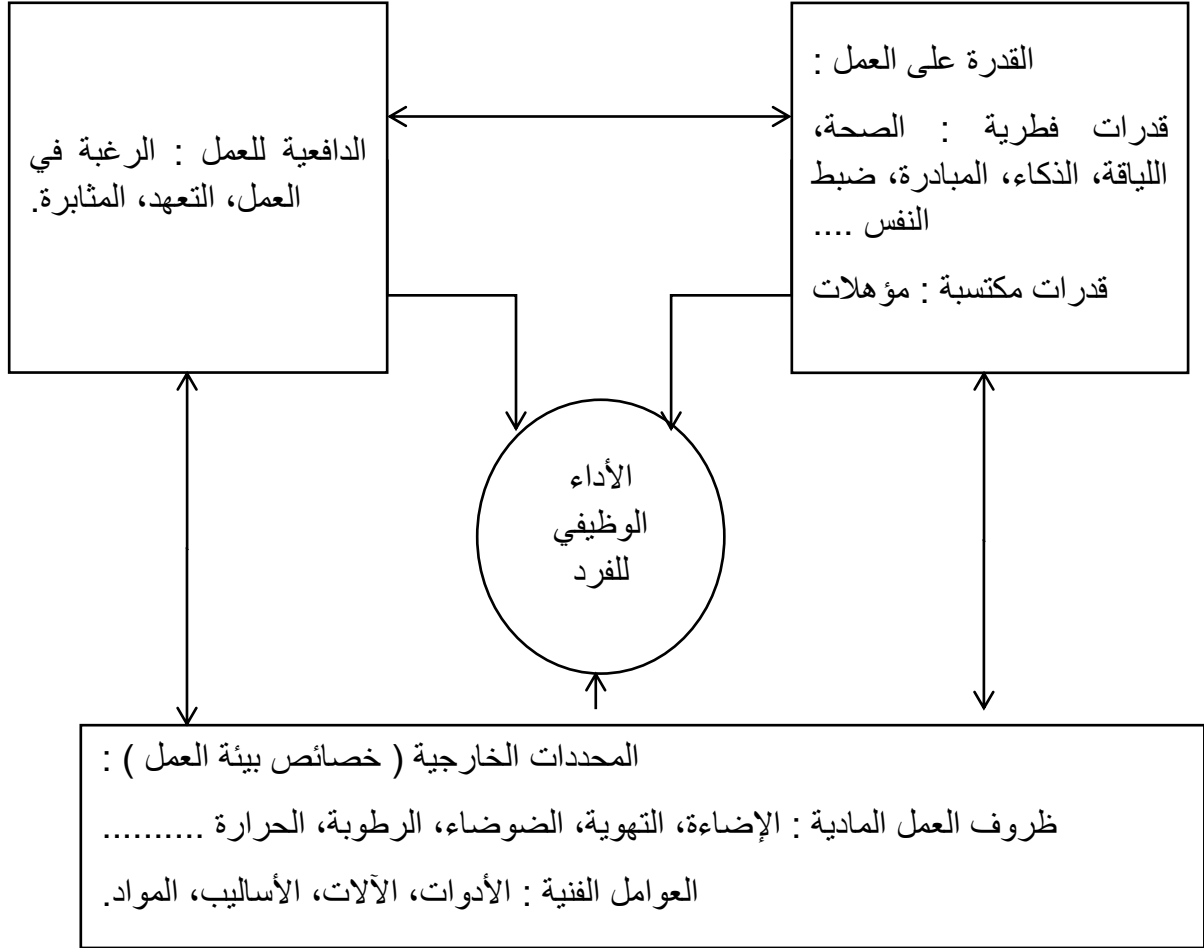 القدرة على العمل :
قدرات فطرية : الصحة،
اللياقة، الذكاء، المبادرة، ضبط
النفس ....
قدرات مكتسبة : مؤهلات
الدافعية للعمل : الرغبة في
العمل، التعهد، المثابرة.
الأداء
الوظيفي
للفرد
المحددات الخارجية ( خصائص بيئة العمل ) :
ظروف العمل المادية : الإضاءة، التهوية، الضوضاء، الرطوبة، الحرارة ..........
العوامل الفنية : الأدوات، الآلات، الأساليب، المواد.